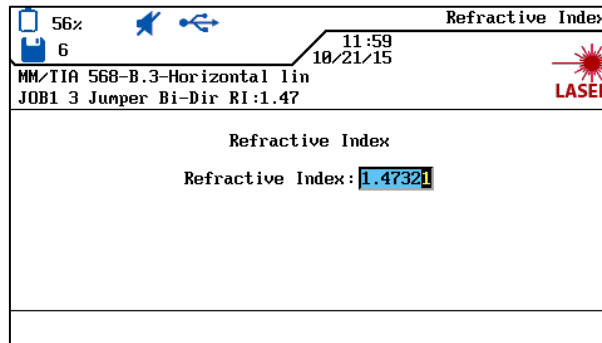 56%
Refractive Index
6
11:59
10/21/15
MM/TIA 568-B.3-Horizontal lin
JOB1 3 Jumper Bi-Dir RI:1.47
LASER
Refractive Index
Refractive Index:1.47321